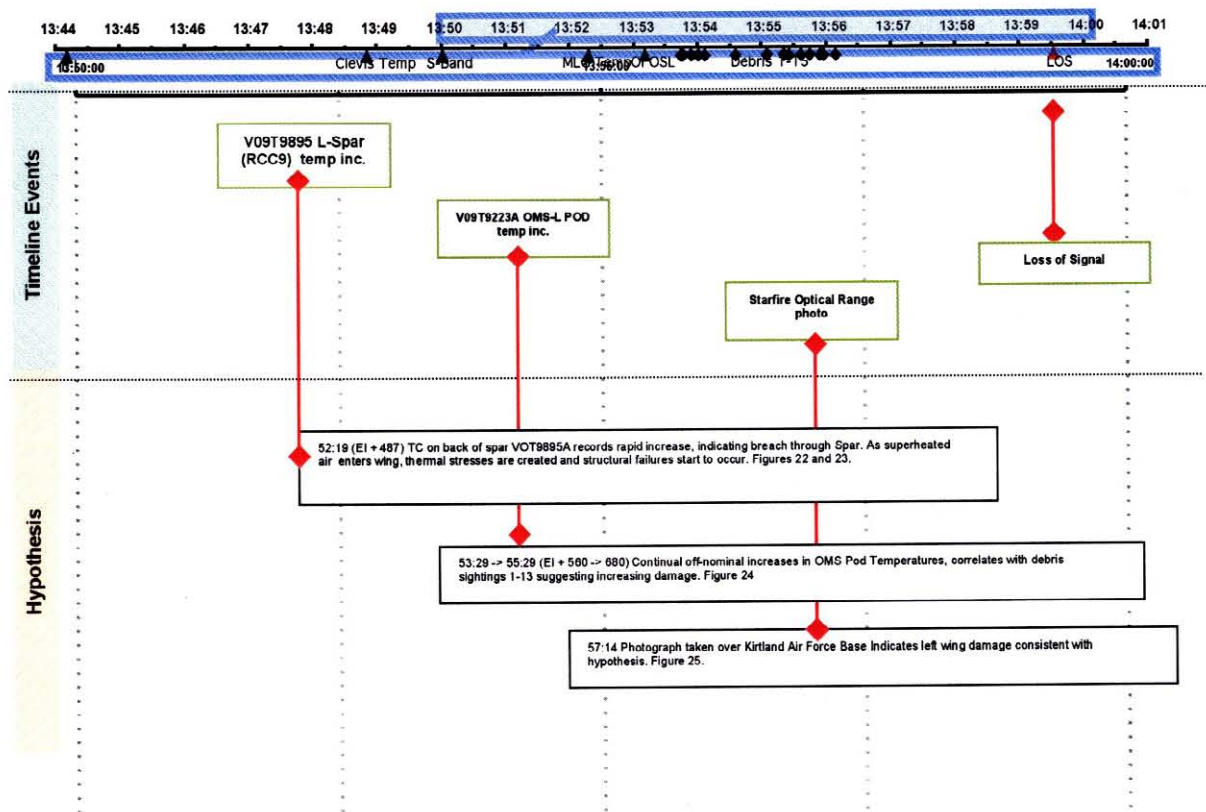 13:44 13:45 13:46 13:47 13:48 13:49 13:50 13:51 13:52 13:53 13:54 13:55 13:56 13:57 13:58 13:59 14:00 14:01
13:50:00 Clevis Temp S-Band 14:00:00
Debris 1-15 LOS
Timeline Events
V09T9895 L-Spar
(RCC9) temp inc.
V09T9223A OMS-L POD
temp inc.
Loss of Signal
Starfire Optical Range
photo
Hypothesis
52:19 (EI + 487) TC on back of spar VOT9895A records rapid increase, indicating breach through Spar. As superheated
air enters wing, thermal stresses are created and structural failures start to occur. Figures 22 and 23.
53:29 -> 55:29 (EI + 560 -> 680) Continual off-nominal increases in OMS Pod Temperatures, correlates with debris
sightings 1-13 suggesting increasing damage. Figure 24
57:14 Photograph taken over Kirtland Air Force Base Indicates left wing damage consistent with
hypothesis. Figure 25.